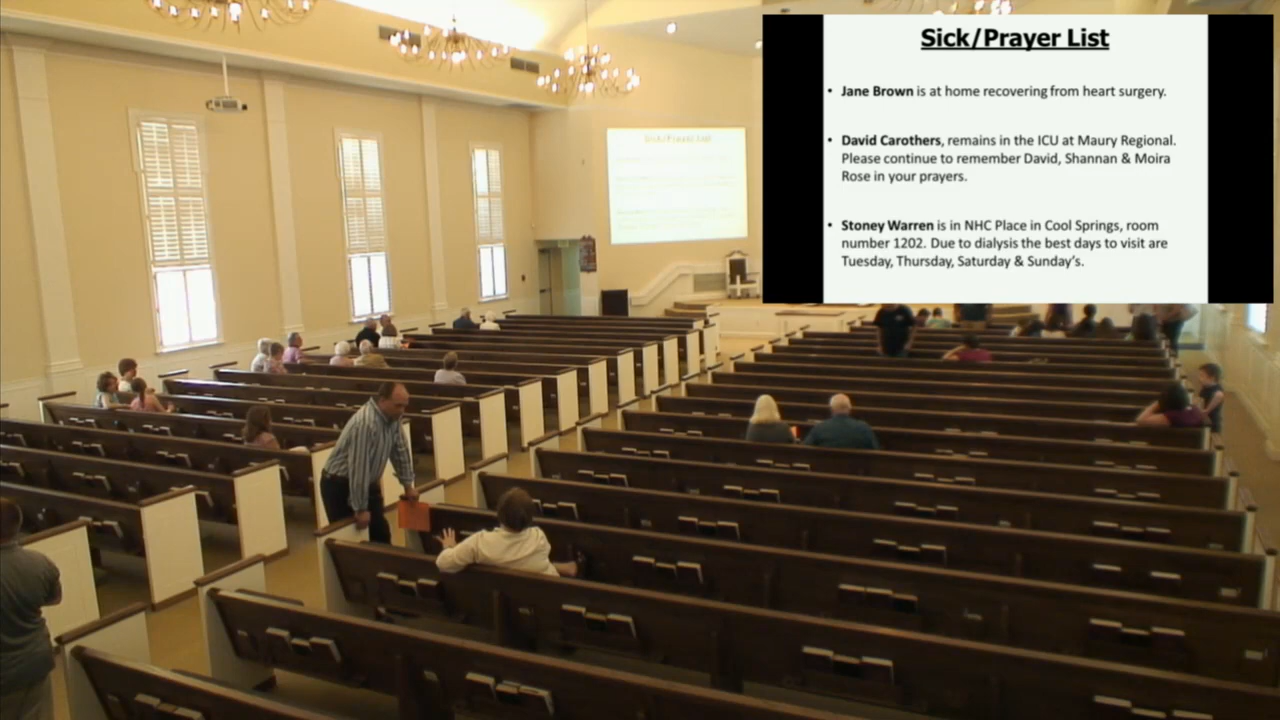 Sick/Prayer List
• Jane Brown is at home recovering from heart surgery.
• David Carothers, remains in the ICU at Maury Regional.
Please continue to remember David, Shannan & Moira
Rose in your prayers.
• Stoney Warren is in NHC Place in Cool Springs, room
number 1202. Due to dialysis the best days to visit are
Tuesday, Thursday, Saturday & Sunday's.
Sick/Prayer List